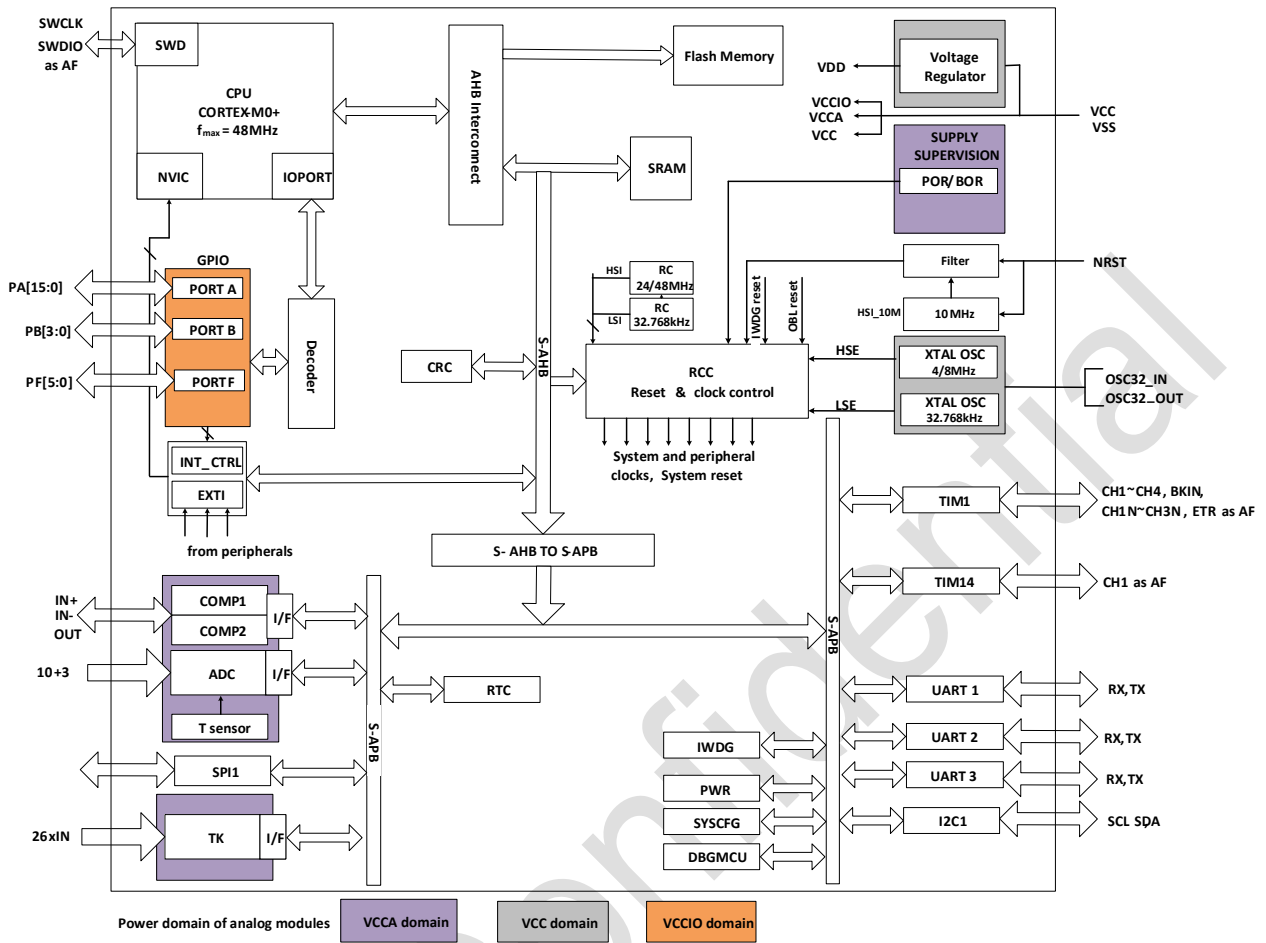 SWCLK
SWDIO
as AF
SWD
CPU
CORTEX-M0+
fmax = 48MHz
NVIC
IOPORT
AHB Interconnect
Flash Memory
SRAM
VDD
Voltage
Regulator
VCCIO
VCCA
VCC
VCC
VSS
SUPPLY
SUPERVISION
POR/BOR
GPIO
PA[15:0]
PORT A
PB[3:0]
PORT B
PF[5:0]
PORT F
Decoder
INT_CTRL
EXTI
from peripherals
CRC
S-AHB
HSI
RC
24/48MHz
LSI
RC
32.768kHz
IWDG reset
OBL reset
Filter
NRST
HSI_10M
10MHz
RCC
Reset & clock control
HSE
XTAL OSC
4/8MHz
LSE
XTAL OSC
32.768kHz
OSC32_IN
OSC32_OUT
System and peripheral
clocks, System reset
S- AHB TO S-APB
TIM1
CH1~CH4, BKIN,
CH1N~CH3N, ETR as AF
TIM14
CH1 as AF
IN+
IN-
OUT
COMP1
COMP2
I/F
10+3
ADC
I/F
T sensor
RTC
S-APB
S-APB
SPI1
26xIN
TK
I/F
UART 1
RX,TX
UART 2
RX,TX
UART 3
RX,TX
I2C1
SCL SDA
IWDG
PWR
SYSCFG
DBGMCU
Power domain of analog modules
VCCA domain
VCC domain
VCCIO domain
Confidential